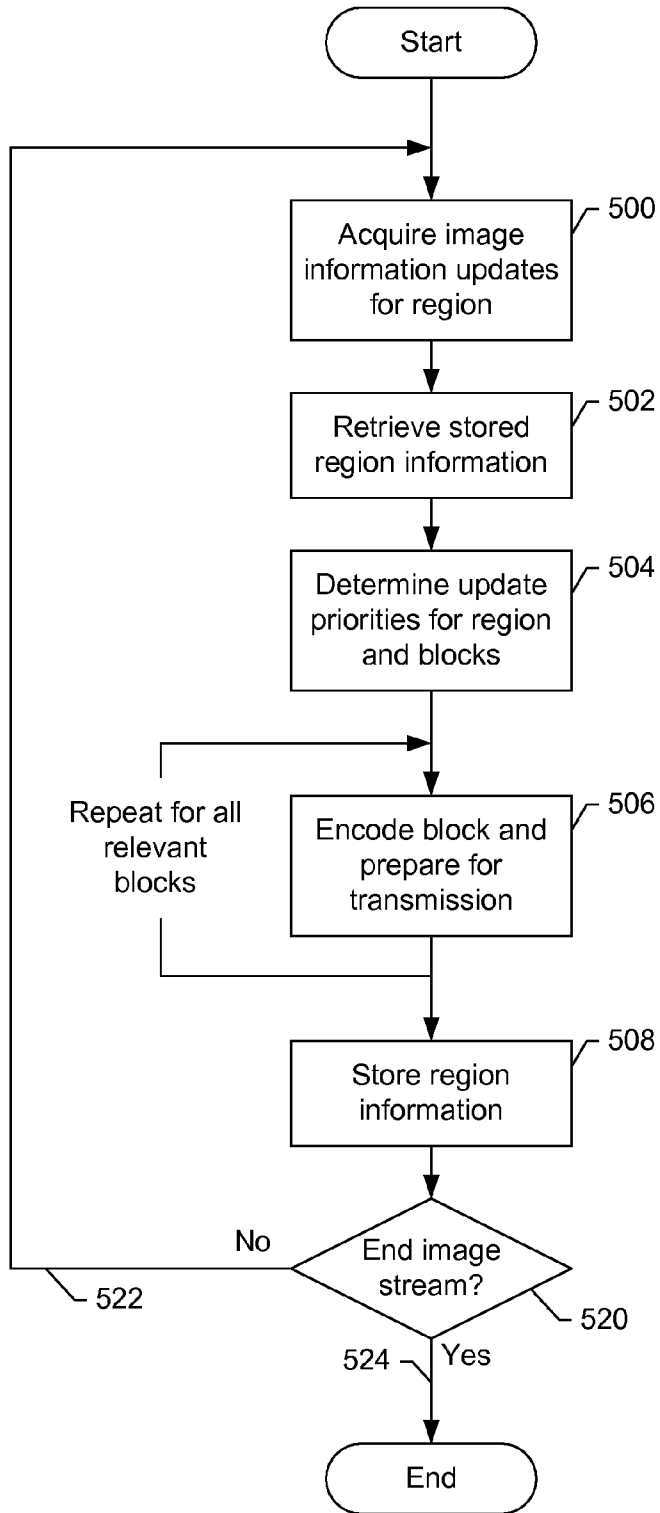 Start
500
Acquire image
information updates
for region
502
Retrieve stored
region information
504
Determine update
priorities for region
and blocks
Repeat for all
relevant
blocks
506
Encode block and
prepare for
transmission
508
Store region
information
No
End image
stream?
522
520
524
Yes
End